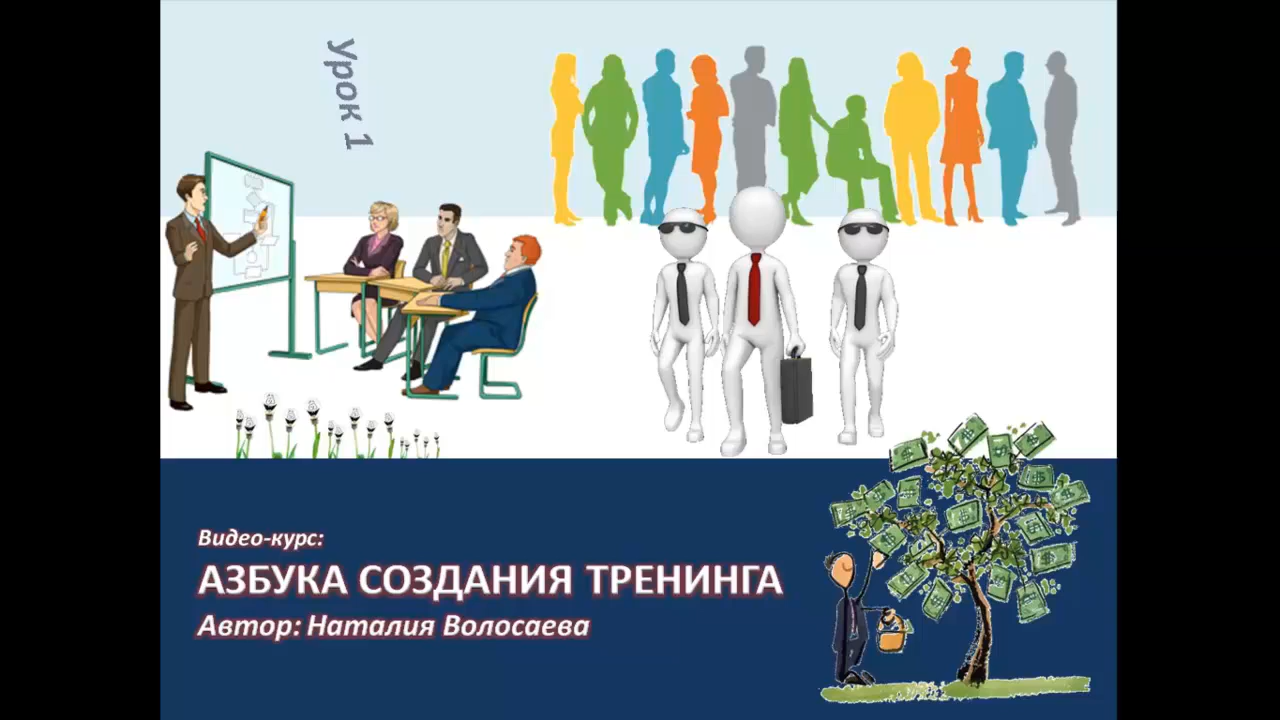 Урок 1
Видео-курс:
АЗБУКА СОЗДАНИЯ ТРЕНИНГА
Автор: Наталия Волосаева